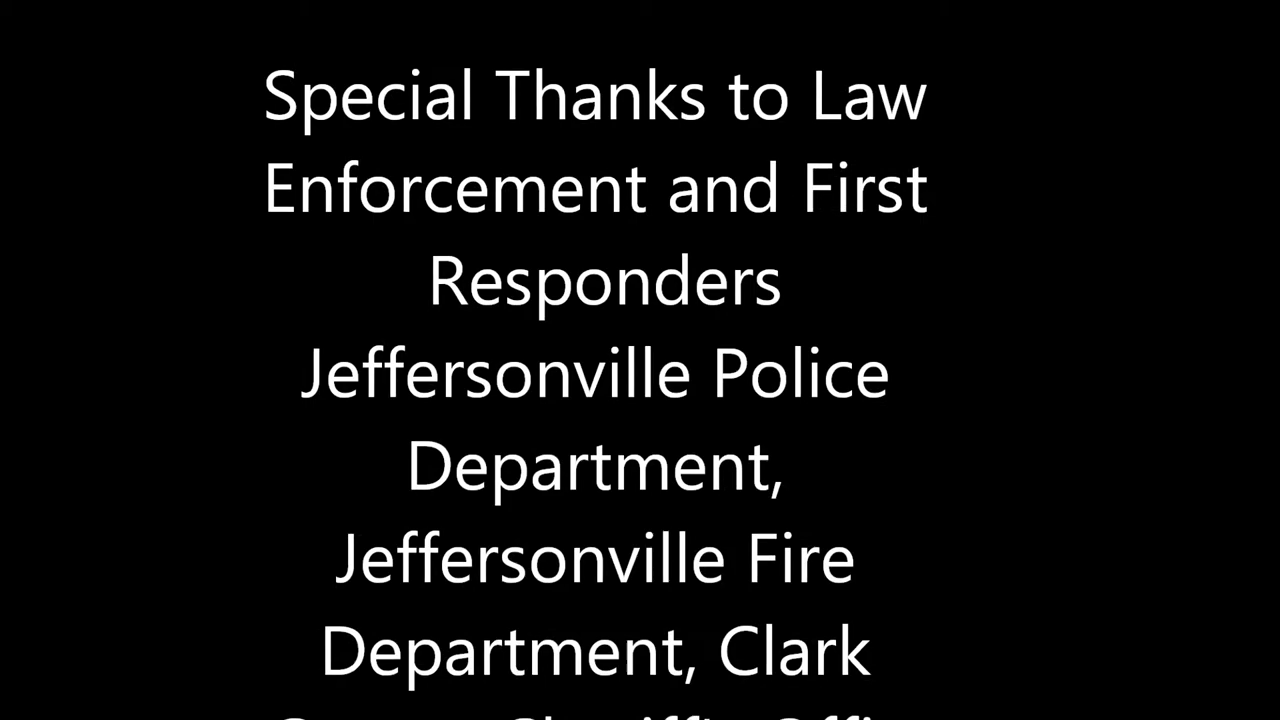 Special Thanks to Law
Enforcement and First
Responders
Jeffersonville Police
Department,
Jeffersonville Fire
Department, Clark